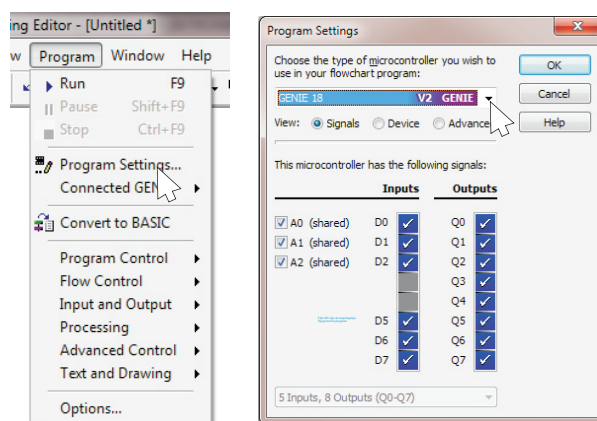 ing Editor - [Untitled *]
w Program Window Help
Run F9
Pause Shift+F9
Stop Ctrl+F9
Program Settings...
Connected GEN
Convert to BASIC
Program Control
Flow Control
Input and Output
Processing
Advanced Control
Text and Drawing
Options...
Program Settings
Choose the type of microcontroller you wish to
use in your flowchart program:
GENIE 18 V2 GENIE
View: Signals Device Advance
This microcontroller has the following signals:
Inputs Outputs
A0 (shared) D0 Q0
A1 (shared) D1 Q1
A2 (shared) D2 Q2
Q3
Q4
D5 Q5
D6 Q6
D7 Q7
5 Inputs, 8 Outputs (Q0-Q7)
OK
Cancel
Help